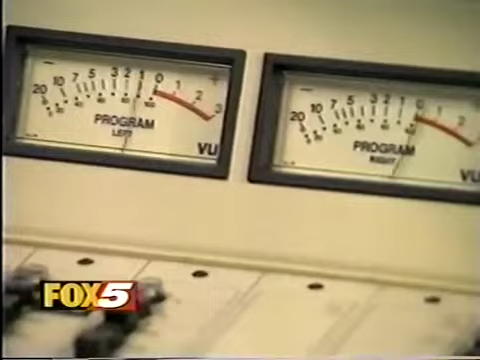 - 20 10 7 5 3 2 1 0 1 2 3 +
PROGRAM
LEFT
VU
- 20 10 7 5 3 2 1 0 1 2
PROGRAM
RIGHT
VU
FOX5